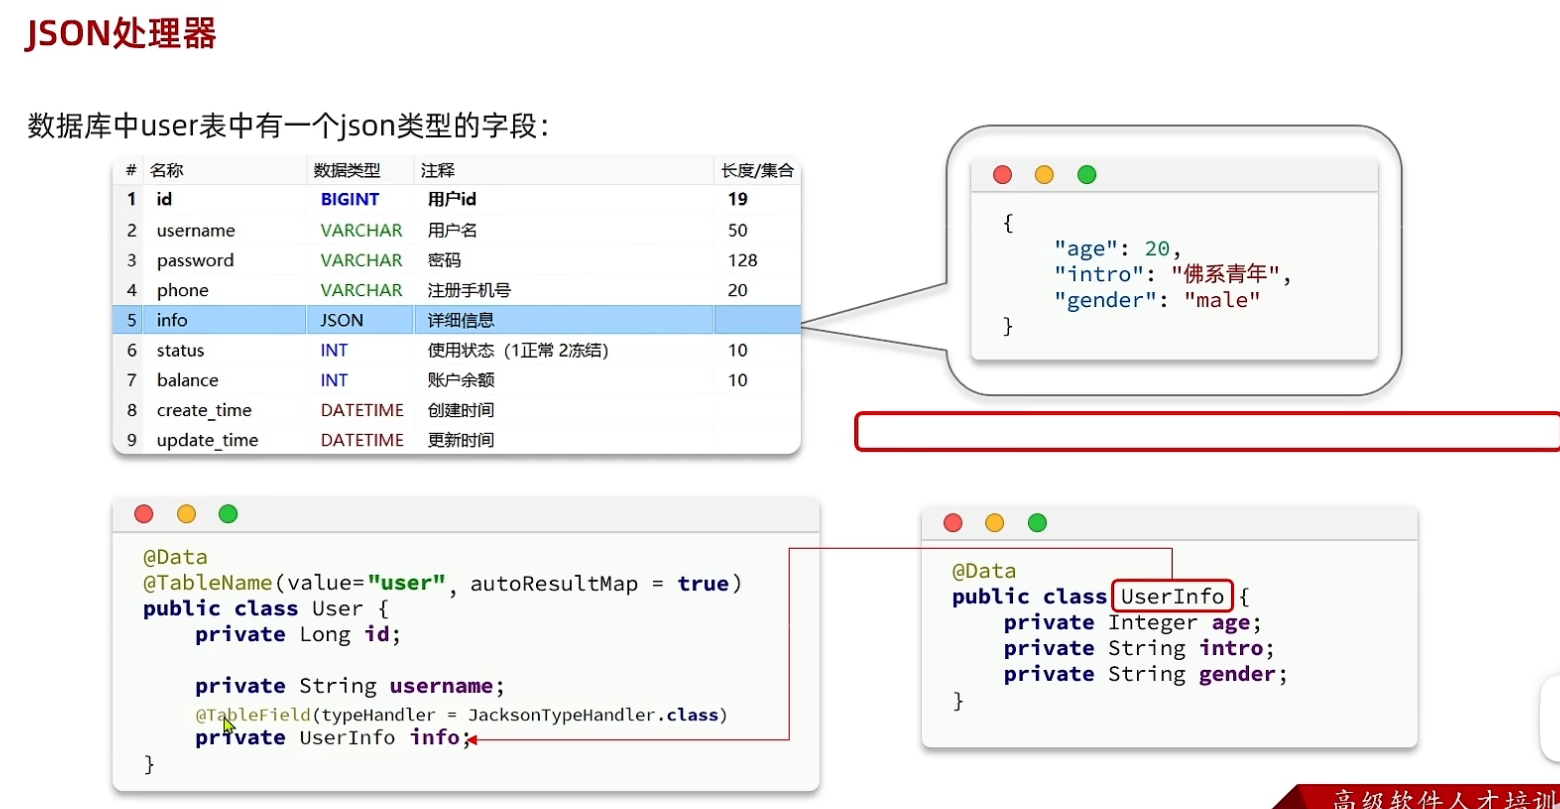 JSON处理器
数据库中user表中有一个json类型的字段：
# 名称 数据类型 注释 长度/集合
1 id BIGINT 用户id 19
2 username VARCHAR 用户名 50
3 password VARCHAR 密码 128
4 phone VARCHAR 注册手机号 20
5 info JSON 详细信息
6 status INT 使用状态（1正常 2冻结） 10
7 balance INT 账户余额 10
8 create_time DATETIME 创建时间
9 update_time DATETIME 更新时间
{
"age": 20,
"intro": "佛系青年",
"gender": "male"
}
@Data
@TableName(value="user", autoResultMap = true)
public class User {
private Long id;
private String username;
@TableField(typeHandler = JacksonTypeHandler.class)
private UserInfo info;
}
@Data
public class UserInfo {
private Integer age;
private String intro;
private String gender;
}
高级软件人才培训